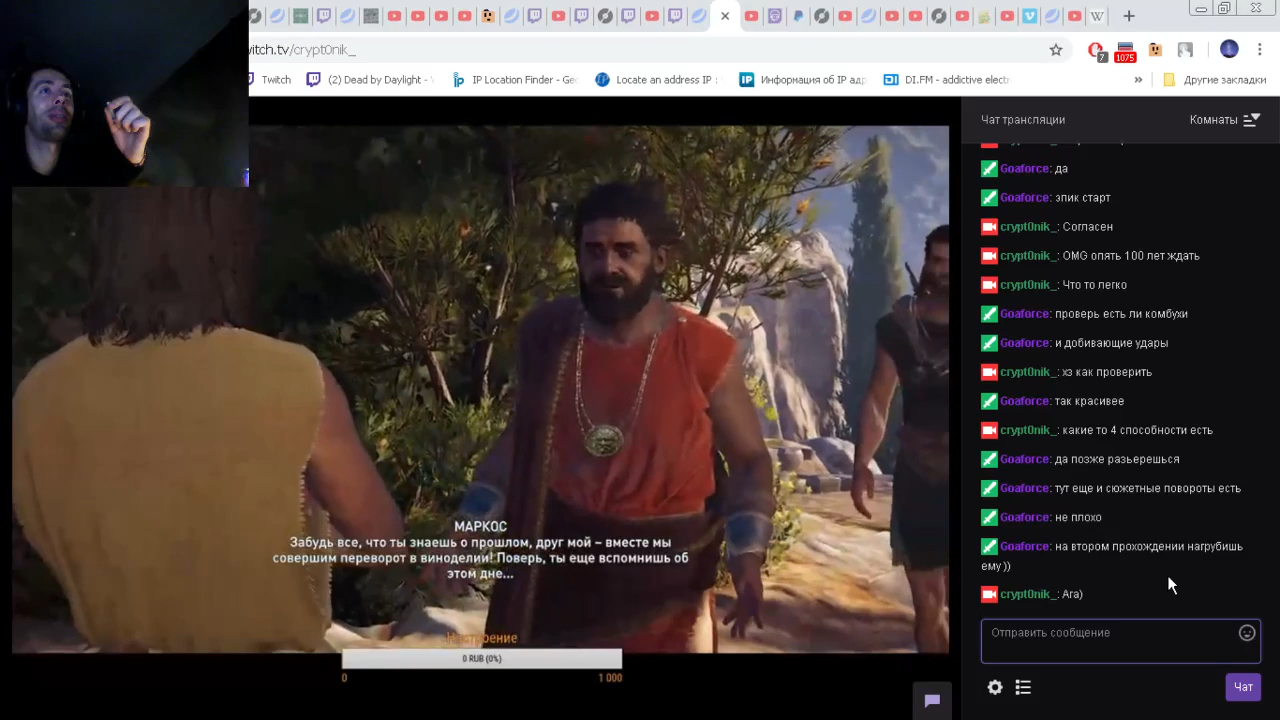 witch.tv/crypt0nik_
7
1075
Twitch
(2) Dead by Daylight -
IP Location Finder - Geo
Locate an address IP :
Информация об IP адр
DI.FM - addictive electr
»
Другие закладки
Чат трансляции
Комнаты
Goaforce: да
Goaforce: эпик старт
crypt0nik_: Согласен
crypt0nik_: OMG опять 100 лет ждать
crypt0nik_: Что то легко
Goaforce: проверь есть ли комбухи
Goaforce: и добивающие удары
crypt0nik_: хз как проверить
Goaforce: так красивее
crypt0nik_: какие то 4 способности есть
Goaforce: да позже разьерешься
Goaforce: тут еще и сюжетные повороты есть
Goaforce: не плохо
Goaforce: на втором прохождении нагрубишь
ему ))
crypt0nik_: Ага)
Отправить сообщение
Чат
МАРКОС
Забудь все, что ты знаешь о прошлом, друг мой – вместе мы
совершим переворот в виноделии! Поверь, ты еще вспомнишь об
этом дне...
Настроение
0 RUB (0%)
0
1 000